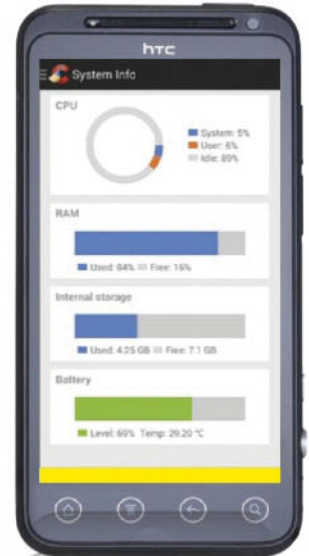 hTC
System Info
CPU
System: 5%
User: 6%
Idle: 89%
RAM
Used: 84% Free: 16%
Internal storage
Used: 4.25 GB Free: 7.1 GB
Battery
Level: 69% Temp: 29.20 °C